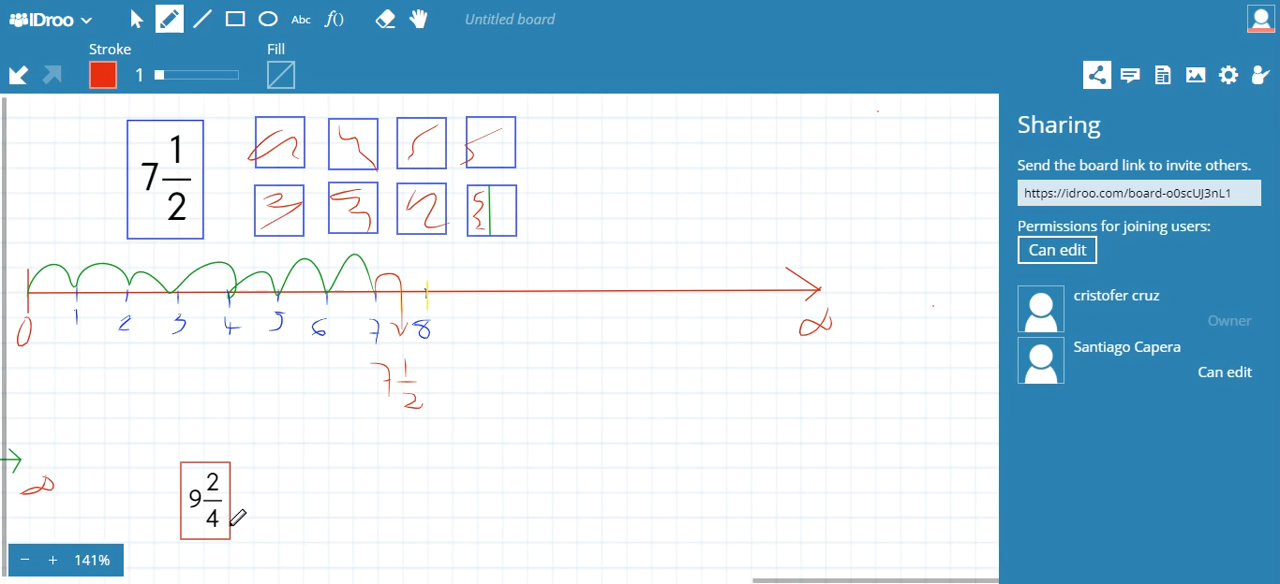 IDroo
Abc
f()
Untitled board
Stroke
Fill
1
7 1/2
0
1
2
3
4
5
6
7
8
∞
7 1/2
∞
9 2/4
− + 141%
Sharing
Send the board link to invite others.
https://idroo.com/board-o0scUJ3nL1
Permissions for joining users:
Can edit
cristofer cruz
Owner
Santiago Capera
Can edit